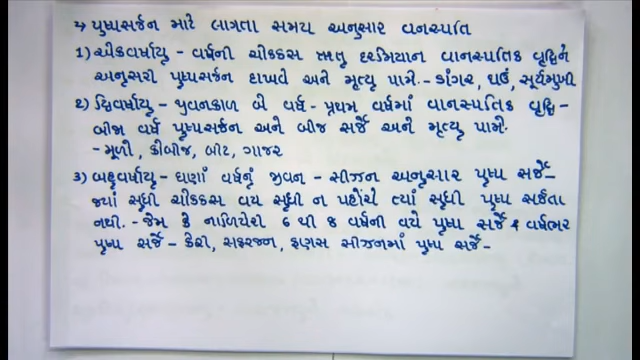 → પુષ્પસર્જન માટે લાગતા સમય અનુસાર વનસ્પતિ
1) એકવર્ષાયુ - વર્ષની ચોક્કસ ઋતુ દરમિયાન વાનસ્પતિક વૃદ્ધિને
અનુસરી પુષ્પસર્જન દાખવે અને મૃત્યુ પામે. - ડાંગર, ઘઉં, સૂર્યમુખી
2) દ્વિવર્ષાયુ - જીવનકાળ બે વર્ષ - પ્રથમ વર્ષમાં વાનસ્પતિક વૃદ્ધિ -
બીજા વર્ષે પુષ્પસર્જન અને બીજ સર્જે અને મૃત્યુ પામે.
- મૂળો, કોબીજ, બીટ, ગાજર
3) બહુવર્ષાયુ - ઘણાં વર્ષનું જીવન - સીઝન અનુસાર પુષ્પ સર્જે -
જ્યાં સુધી ચોક્કસ વય સુધી ન પહોંચે ત્યાં સુધી પુષ્પ સર્જતા
નથી. - જેમ કે નાળિયેરી 6 થી 8 વર્ષની વયે પુષ્પ સર્જે વર્ષભર
પુષ્પ સર્જે - કેરી, સફરજન, ફણસ સીઝનમાં પુષ્પ સર્જે -